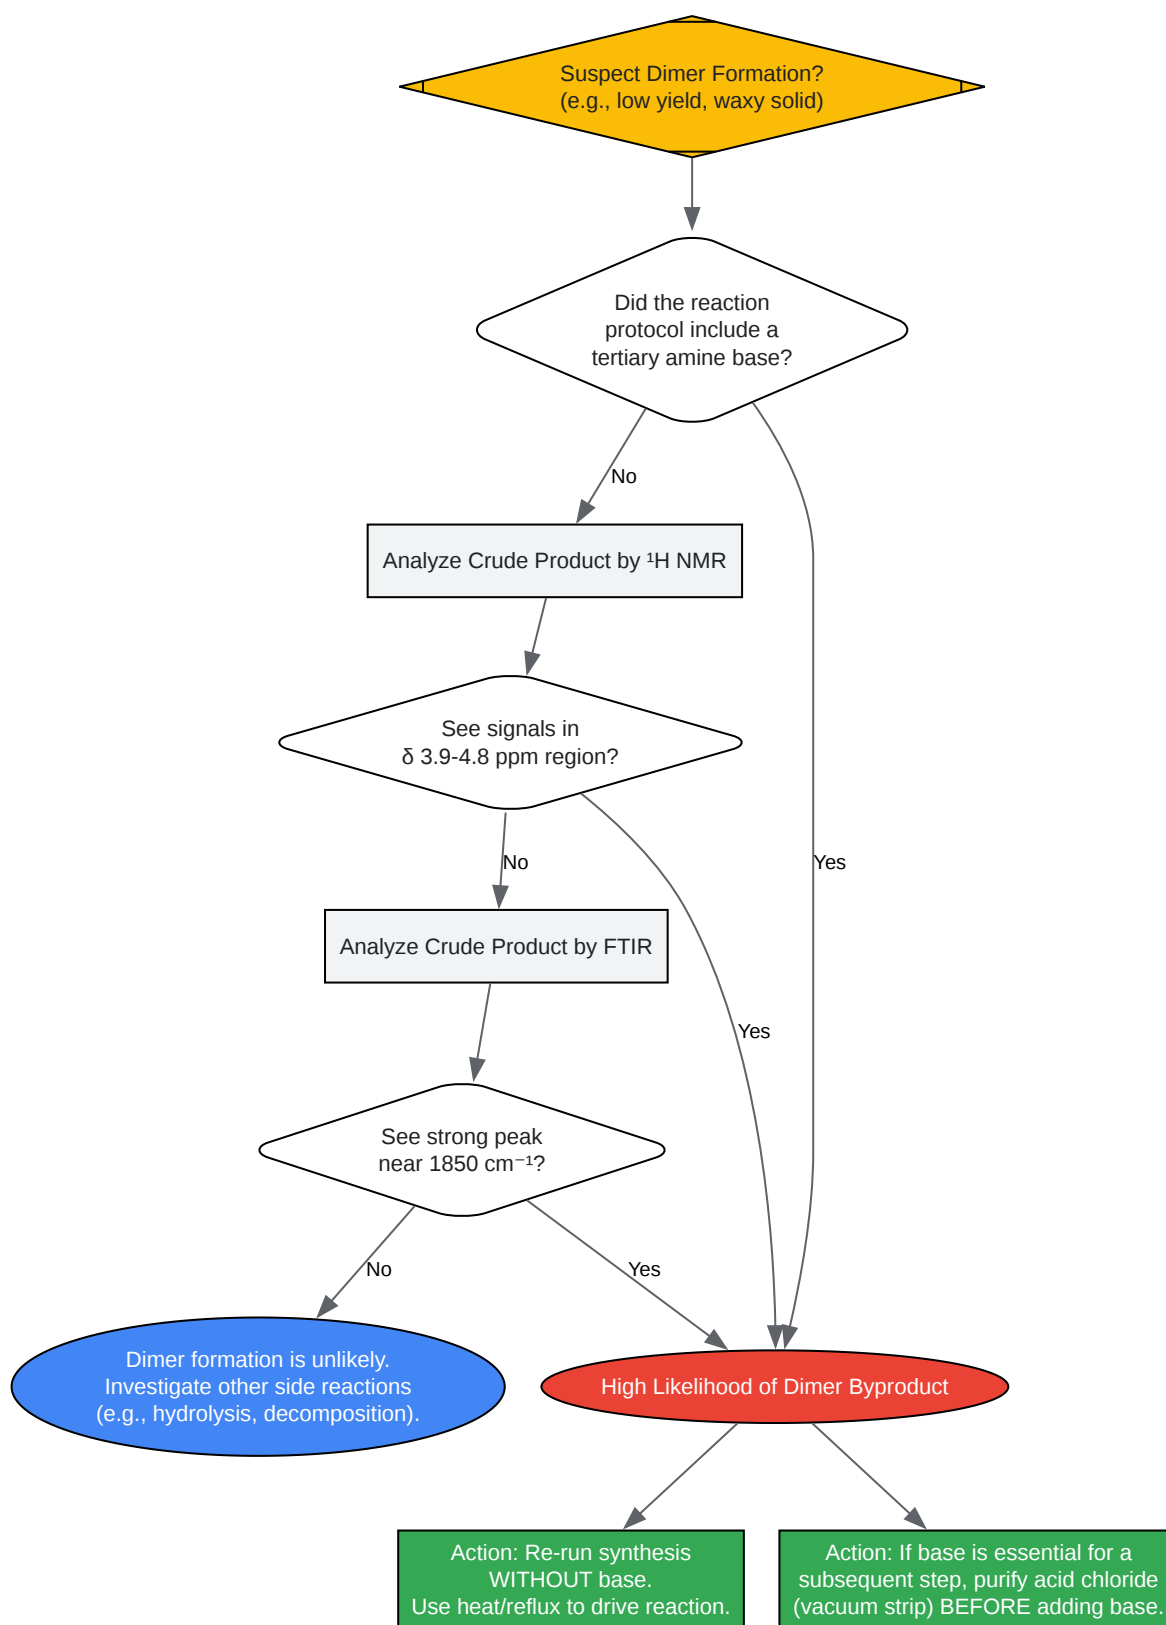 Suspect Dimer Formation?
(e.g., low yield, waxy solid)
Did the reaction
protocol include a
tertiary amine base?
No
Analyze Crude Product by ¹H NMR
See signals in
δ 3.9-4.8 ppm region?
No
Yes
Analyze Crude Product by FTIR
Yes
See strong peak
near 1850 cm⁻¹?
No
Yes
Dimer formation is unlikely.
Investigate other side reactions
(e.g., hydrolysis, decomposition).
High Likelihood of Dimer Byproduct
Action: Re-run synthesis
WITHOUT base.
Use heat/reflux to drive reaction.
Action: If base is essential for a
subsequent step, purify acid chloride
(vacuum strip) BEFORE adding base.